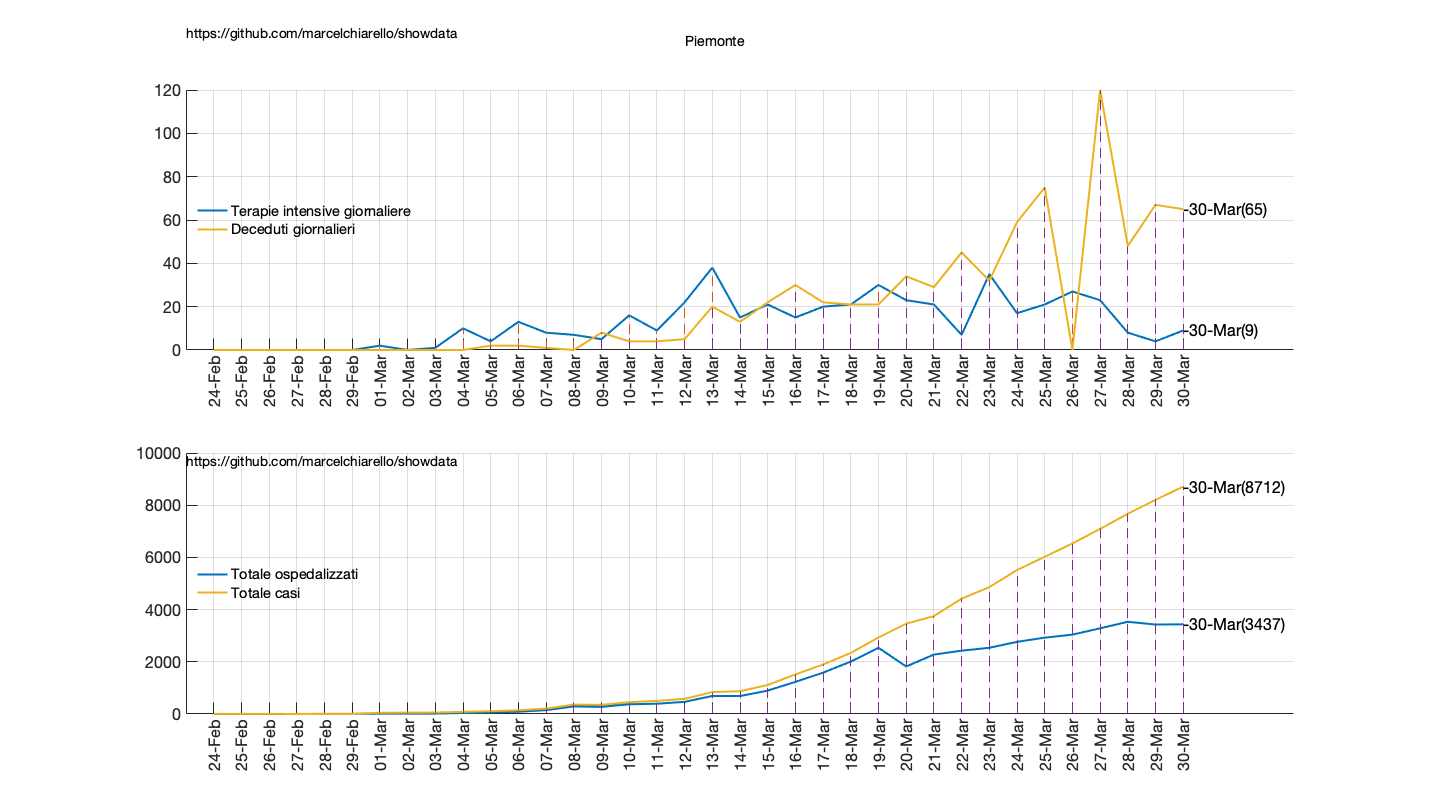 https://github.com/marcelchiarello/showdata
Piemonte
120
100
80
60
40
20
0
Terapie intensive giornaliere
Deceduti giornalieri
30-Mar(65)
30-Mar(9)
24-Feb
25-Feb
26-Feb
27-Feb
28-Feb
29-Feb
01-Mar
02-Mar
03-Mar
04-Mar
05-Mar
06-Mar
07-Mar
08-Mar
09-Mar
10-Mar
11-Mar
12-Mar
13-Mar
14-Mar
15-Mar
16-Mar
17-Mar
18-Mar
19-Mar
20-Mar
21-Mar
22-Mar
23-Mar
24-Mar
25-Mar
26-Mar
27-Mar
28-Mar
29-Mar
30-Mar
https://github.com/marcelchiarello/showdata
10000
8000
6000
4000
2000
0
Totale ospedalizzati
Totale casi
30-Mar(8712)
30-Mar(3437)
24-Feb
25-Feb
26-Feb
27-Feb
28-Feb
29-Feb
01-Mar
02-Mar
03-Mar
04-Mar
05-Mar
06-Mar
07-Mar
08-Mar
09-Mar
10-Mar
11-Mar
12-Mar
13-Mar
14-Mar
15-Mar
16-Mar
17-Mar
18-Mar
19-Mar
20-Mar
21-Mar
22-Mar
23-Mar
24-Mar
25-Mar
26-Mar
27-Mar
28-Mar
29-Mar
30-Mar